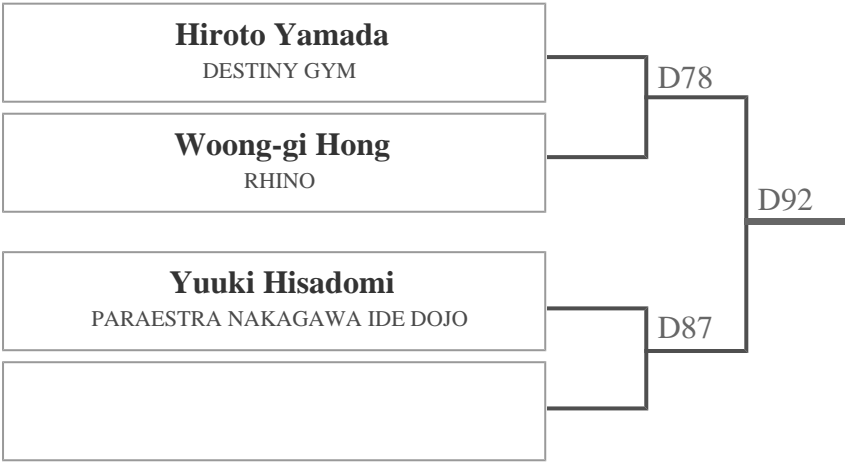 Hiroto Yamada
DESTINY GYM
D78
Woong-gi Hong
RHINO
D92
Yuuki Hisadomi
PARAESTRA NAKAGAWA IDE DOJO
D87